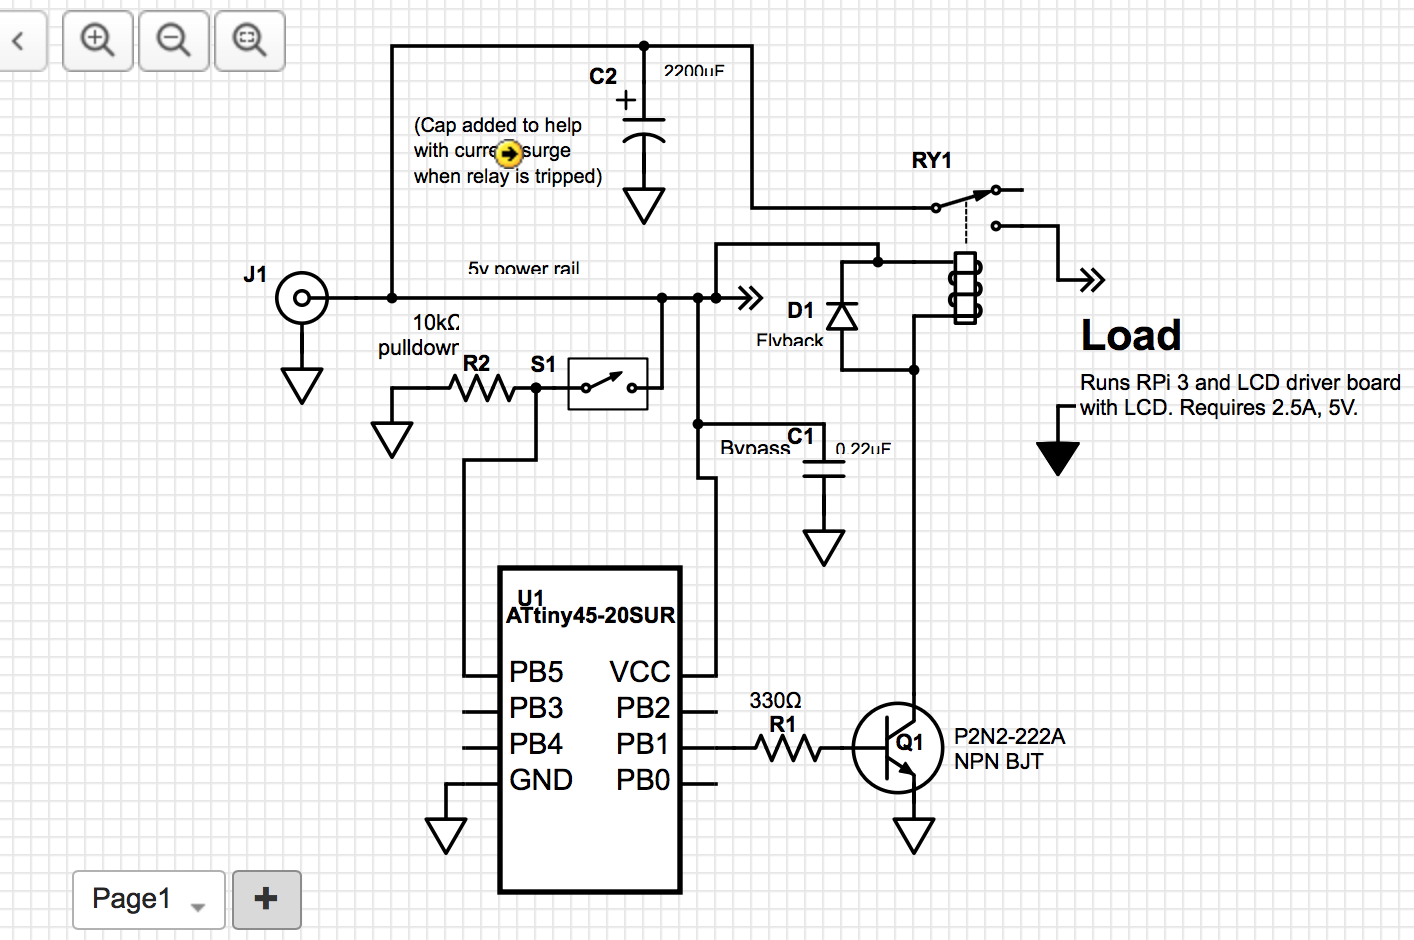 C2
2200uF
+
(Cap added to help
with curre surge
when relay is tripped)
RY1
J1
5v power rail
10kΩ
pulldown
R2
S1
D1
Flyback
Load
Runs RPi 3 and LCD driver board
with LCD. Requires 2.5A, 5V.
Bypass
C1
0.22uF
U1
ATtiny45-20SUR
PB5 VCC
PB3 PB2
PB4 PB1
GND PB0
330Ω
R1
Q1
P2N2-222A
NPN BJT
Page1